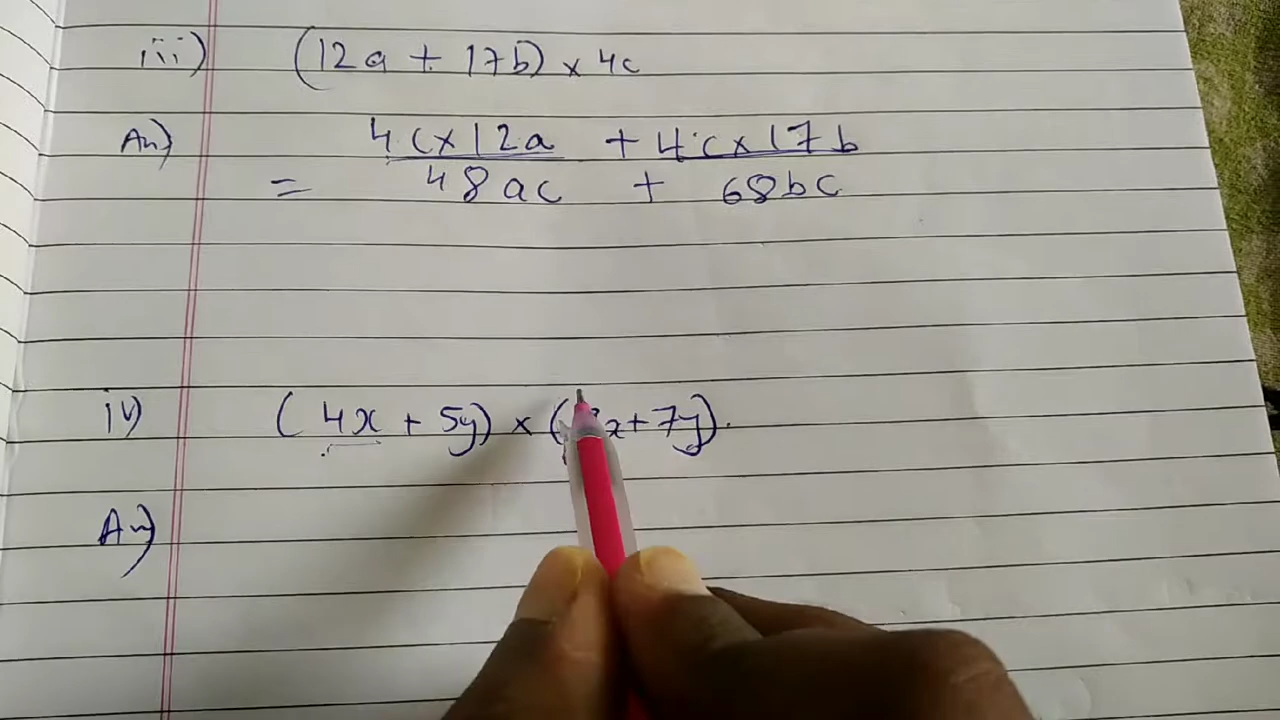 iii) (12a + 17b) × 4c
An) 4c×12a + 4c×17b
= 48ac + 68bc
iv) (4x + 5y) × ( x + 7y).
An)